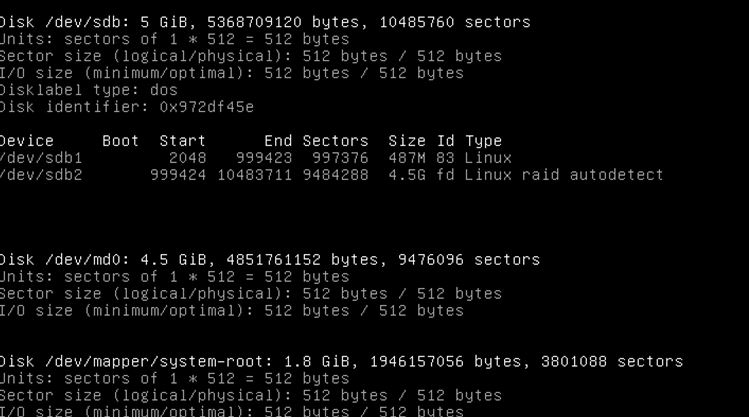 Disk /dev/sdb: 5 GiB, 5368709120 bytes, 10485760 sectors
Units: sectors of 1 * 512 = 512 bytes
Sector size (logical/physical): 512 bytes / 512 bytes
I/O size (minimum/optimal): 512 bytes / 512 bytes
Disklabel type: dos
Disk identifier: 0x972df45e
Device     Boot  Start      End Sectors  Size Id Type
/dev/sdb1         2048   999423  997376  487M 83 Linux
/dev/sdb2       999424 10483711 9484288  4.5G fd Linux raid autodetect
Disk /dev/md0: 4.5 GiB, 4851761152 bytes, 9476096 sectors
Units: sectors of 1 * 512 = 512 bytes
Sector size (logical/physical): 512 bytes / 512 bytes
I/O size (minimum/optimal): 512 bytes / 512 bytes
Disk /dev/mapper/system-root: 1.8 GiB, 1946157056 bytes, 3801088 sectors
Units: sectors of 1 * 512 = 512 bytes
Sector size (logical/physical): 512 bytes / 512 bytes
I/O size (minimum/optimal): 512 bytes / 512 bytes